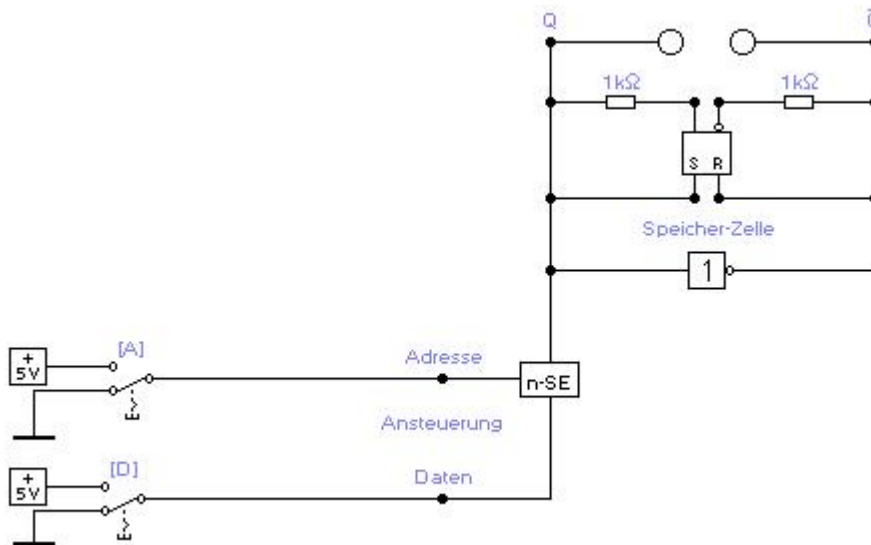 Q Q̅
1kΩ 1kΩ
S R
Speicher-Zelle
1
[A]
+
5V
Adresse
n-SE
Ansteuerung
[D]
+
5V
Daten